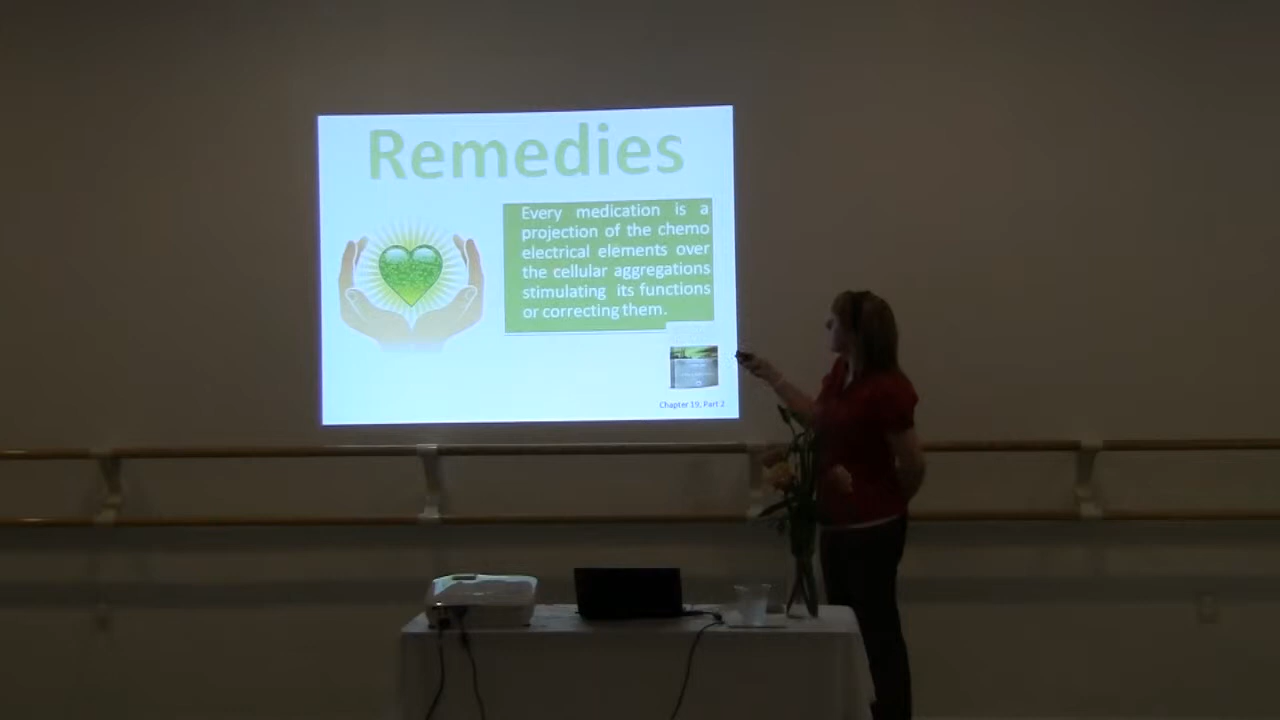 Remedies
Every medication is a
projection of the chemo
electrical elements over
the cellular aggregations
stimulating its functions
or correcting them.
Chapter 19, Part 2